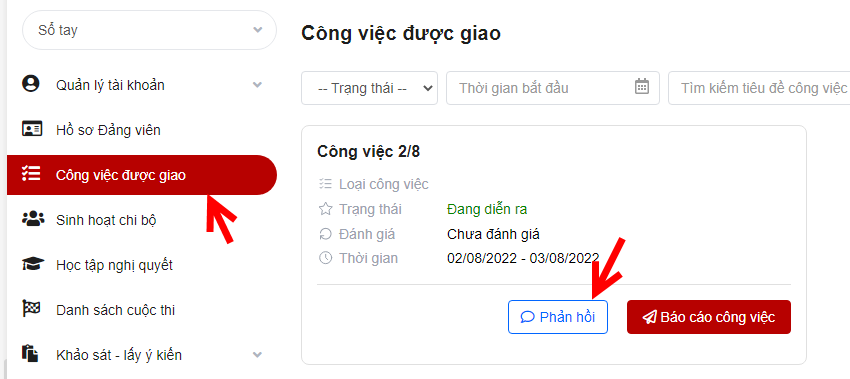 Sổ tay
Quản lý tài khoản
Hồ sơ Đảng viên
Công việc được giao
Sinh hoạt chi bộ
Học tập nghị quyết
Danh sách cuộc thi
Khảo sát - lấy ý kiến
Công việc được giao
-- Trạng thái --
Thời gian bắt đầu
Tìm kiếm tiêu đề công việc
Công việc 2/8
Loại công việc
Trạng thái Đang diễn ra
Đánh giá Chưa đánh giá
Thời gian 02/08/2022 - 03/08/2022
Phản hồi
Báo cáo công việc